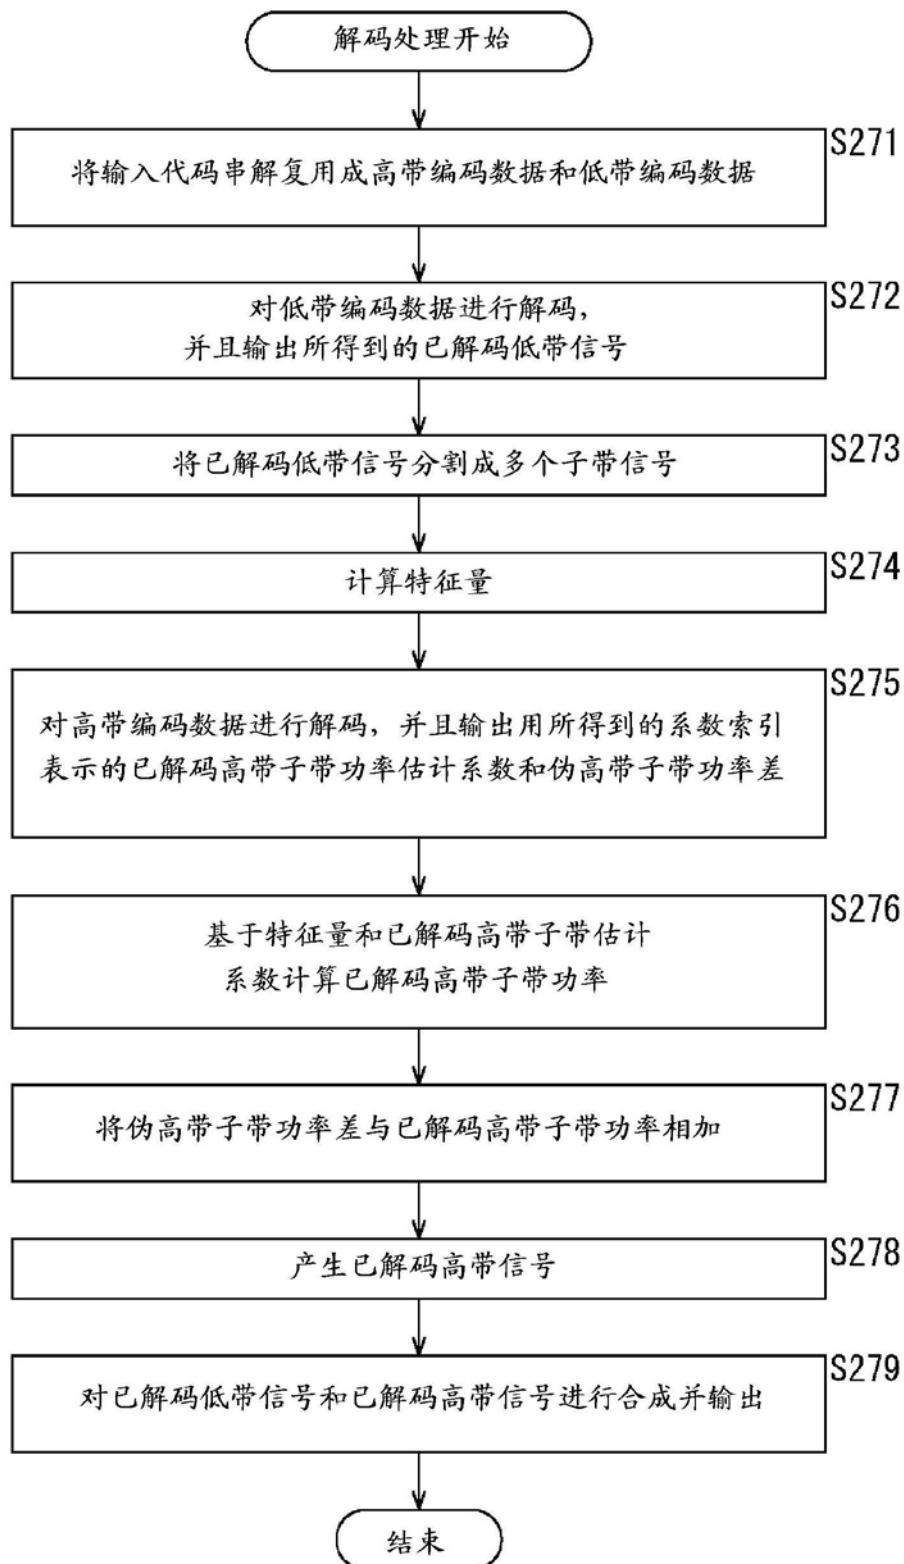 解码处理开始
S271
将输入代码串解复用成高带编码数据和低带编码数据
S272
对低带编码数据进行解码，
并且输出所得到的已解码低带信号
S273
将已解码低带信号分割成多个子带信号
S274
计算特征量
S275
对高带编码数据进行解码，并且输出用所得到的系数索引
表示的已解码高带子带功率估计系数和伪高带子带功率差
S276
基于特征量和已解码高带子带估计
系数计算已解码高带子带功率
S277
将伪高带子带功率差与已解码高带子带功率相加
S278
产生已解码高带信号
S279
对已解码低带信号和已解码高带信号进行合成并输出
结束